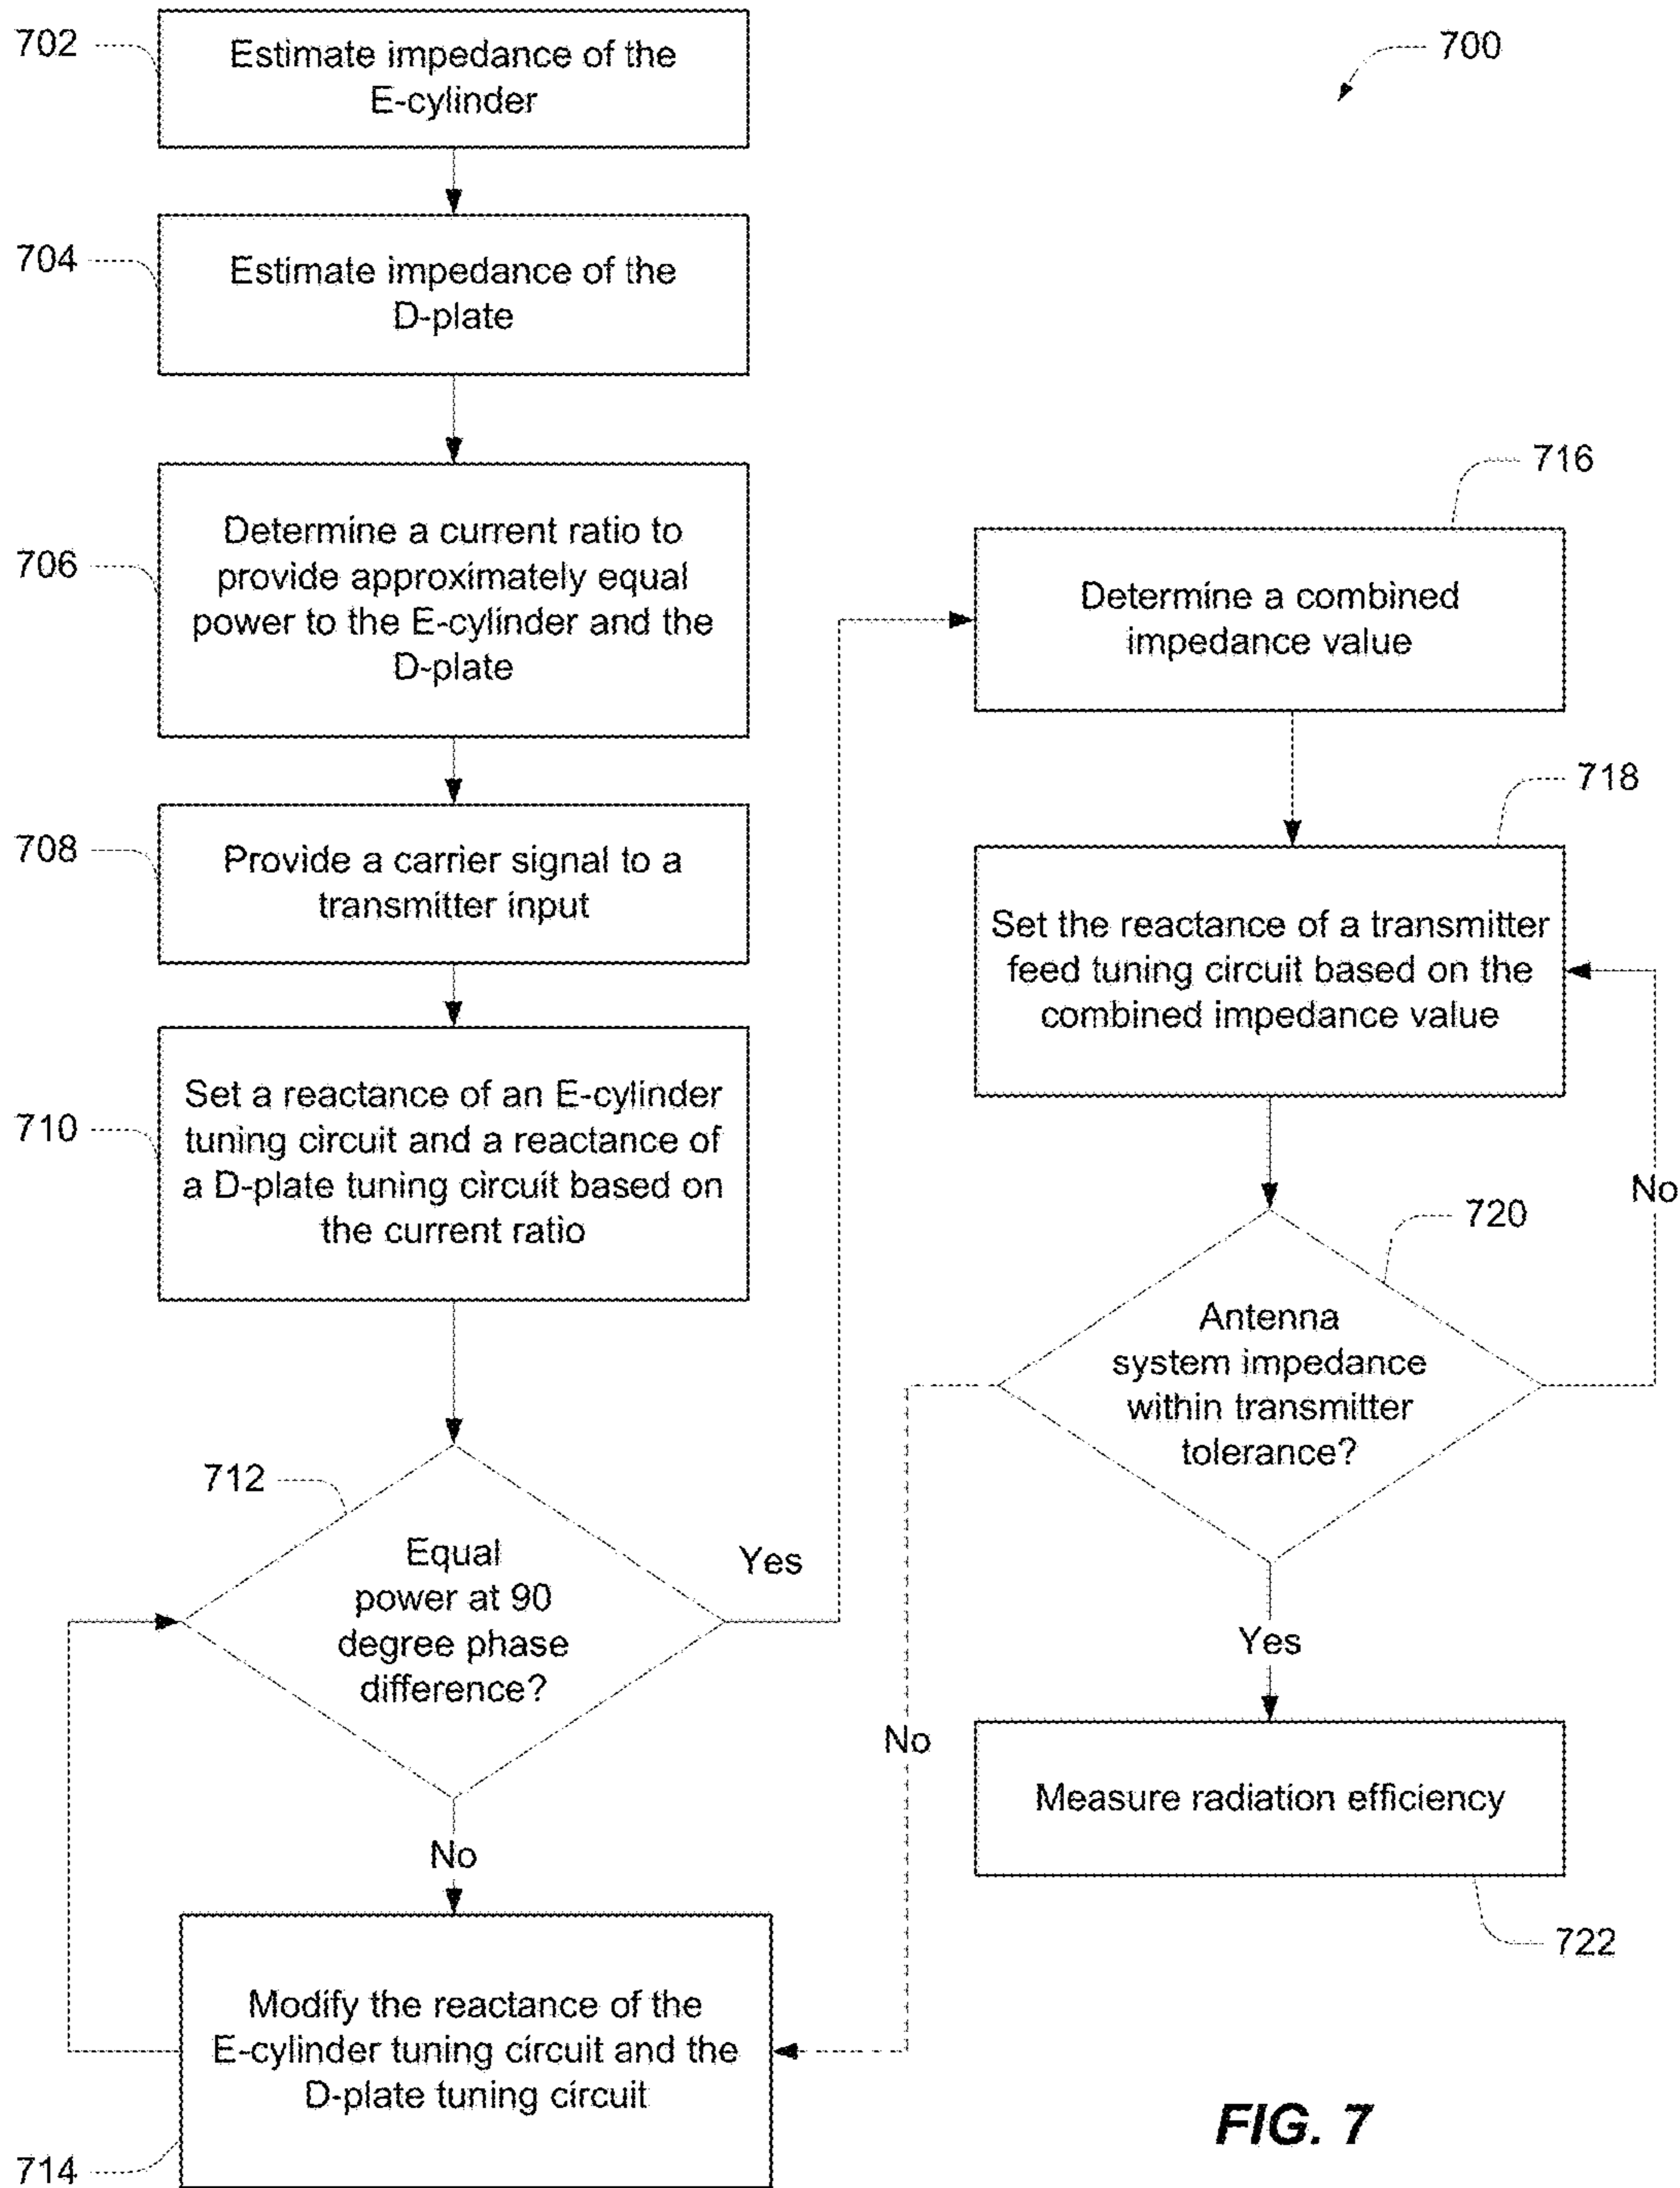 702
Estimate impedance of the
E-cylinder
700
704
Estimate impedance of the
D-plate
706
Determine a current ratio to
provide approximately equal
power to the E-cylinder and the
D-plate
708
Provide a carrier signal to a
transmitter input
710
Set a reactance of an E-cylinder
tuning circuit and a reactance of
a D-plate tuning circuit based on
the current ratio
712
Equal
power at 90
degree phase
difference?
Yes
No
Modify the reactance of the
E-cylinder tuning circuit and the
D-plate tuning circuit
714
716
Determine a combined
impedance value
718
Set the reactance of a transmitter
feed tuning circuit based on the
combined impedance value
No
720
Antenna
system impedance
within transmitter
tolerance?
No
Yes
Measure radiation efficiency
722
FIG. 7